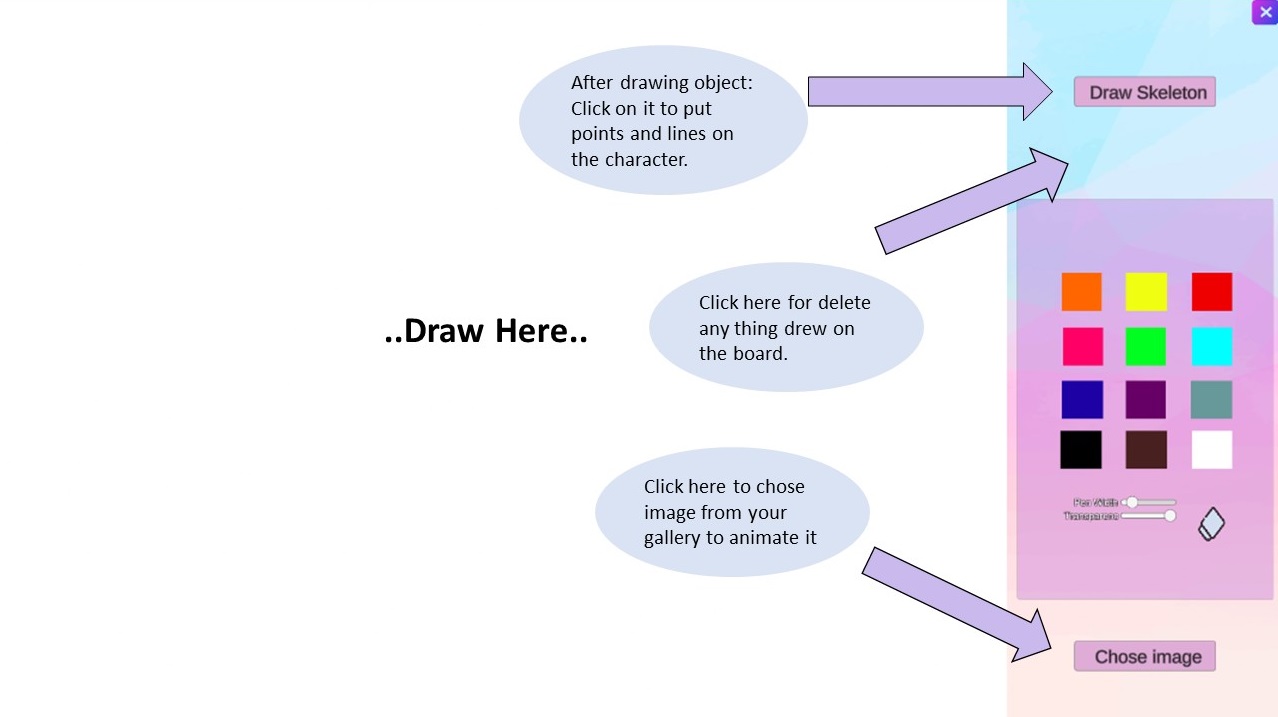 After drawing object:
Click on it to put
points and lines on
the character.
Draw Skeleton
Click here for delete
any thing drew on
the board.
..Draw Here..
Click here to chose
image from your
gallery to animate it
Pen Width
Transparane
Chose image